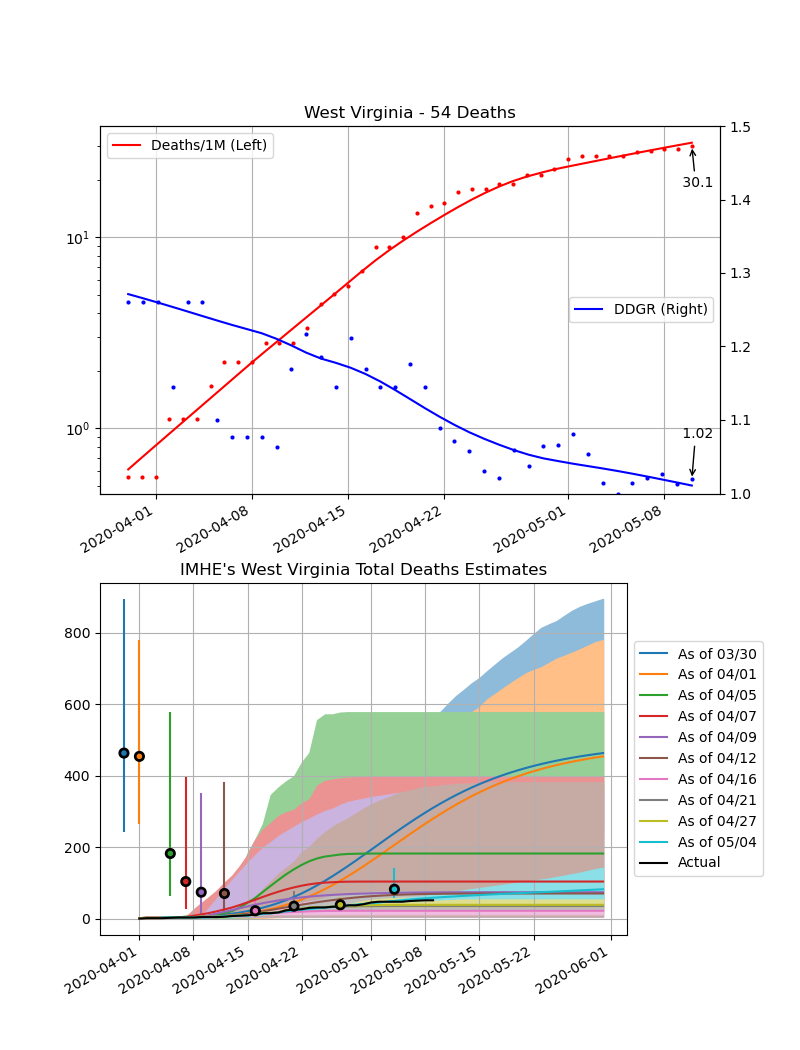 West Virginia - 54 Deaths
Deaths/1M (Left)
DDGR (Right)
30.1
1.02
10^1
10^0
1.5
1.4
1.3
1.2
1.1
1.0
2020-04-01
2020-04-08
2020-04-15
2020-04-22
2020-05-01
2020-05-08
IMHE's West Virginia Total Deaths Estimates
800
600
400
200
0
2020-04-01
2020-04-08
2020-04-15
2020-04-22
2020-05-01
2020-05-08
2020-05-15
2020-05-22
2020-06-01
As of 03/30
As of 04/01
As of 04/05
As of 04/07
As of 04/09
As of 04/12
As of 04/16
As of 04/21
As of 04/27
As of 05/04
Actual